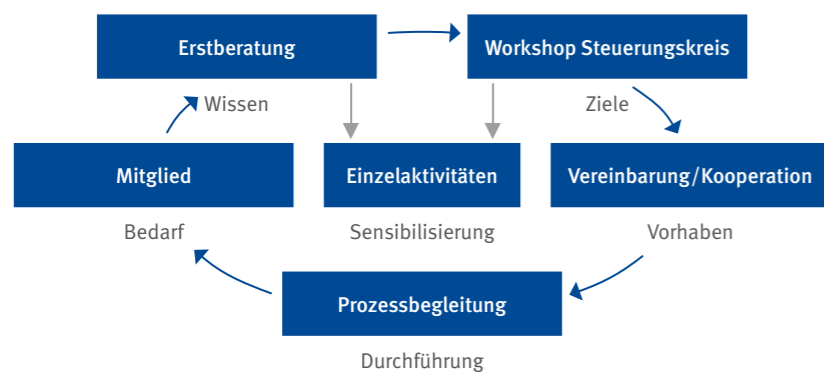 Erstberatung
Workshop Steuerungskreis
Wissen
Ziele
Mitglied
Einzelaktivitäten
Vereinbarung/Kooperation
Bedarf
Sensibilisierung
Vorhaben
Prozessbegleitung
Durchführung